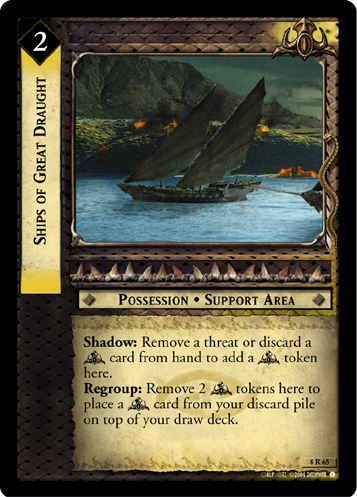 2
Ships of Great Draught
Possession • Support Area
Shadow: Remove a threat or discard a
card from hand to add a token
here.
Regroup: Remove 2 tokens here to
place a card from your discard pile
on top of your draw deck.
8 R 65
©2004 DECIPHER